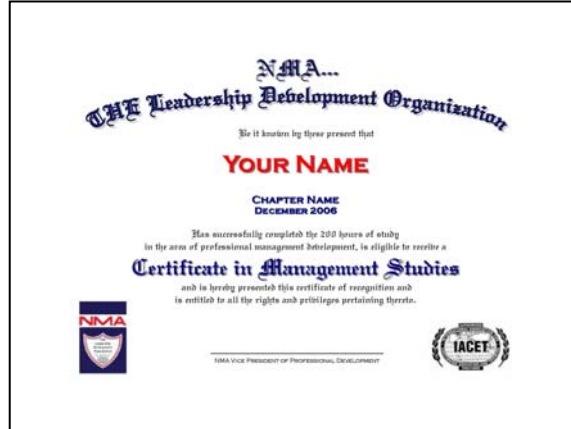 NMA...
THE Leadership Development Organization
Be it known by these present that
YOUR NAME
CHAPTER NAME
DECEMBER 2006
Has successfully completed the 200 hours of study
in the area of professional management development, is eligible to receive a
Certificate in Management Studies
and is hereby presented this certificate of recognition and
is entitled to all the rights and privileges pertaining thereto.
NMA
IACET
NMA VICE PRESIDENT OF PROFESSIONAL DEVELOPMENT